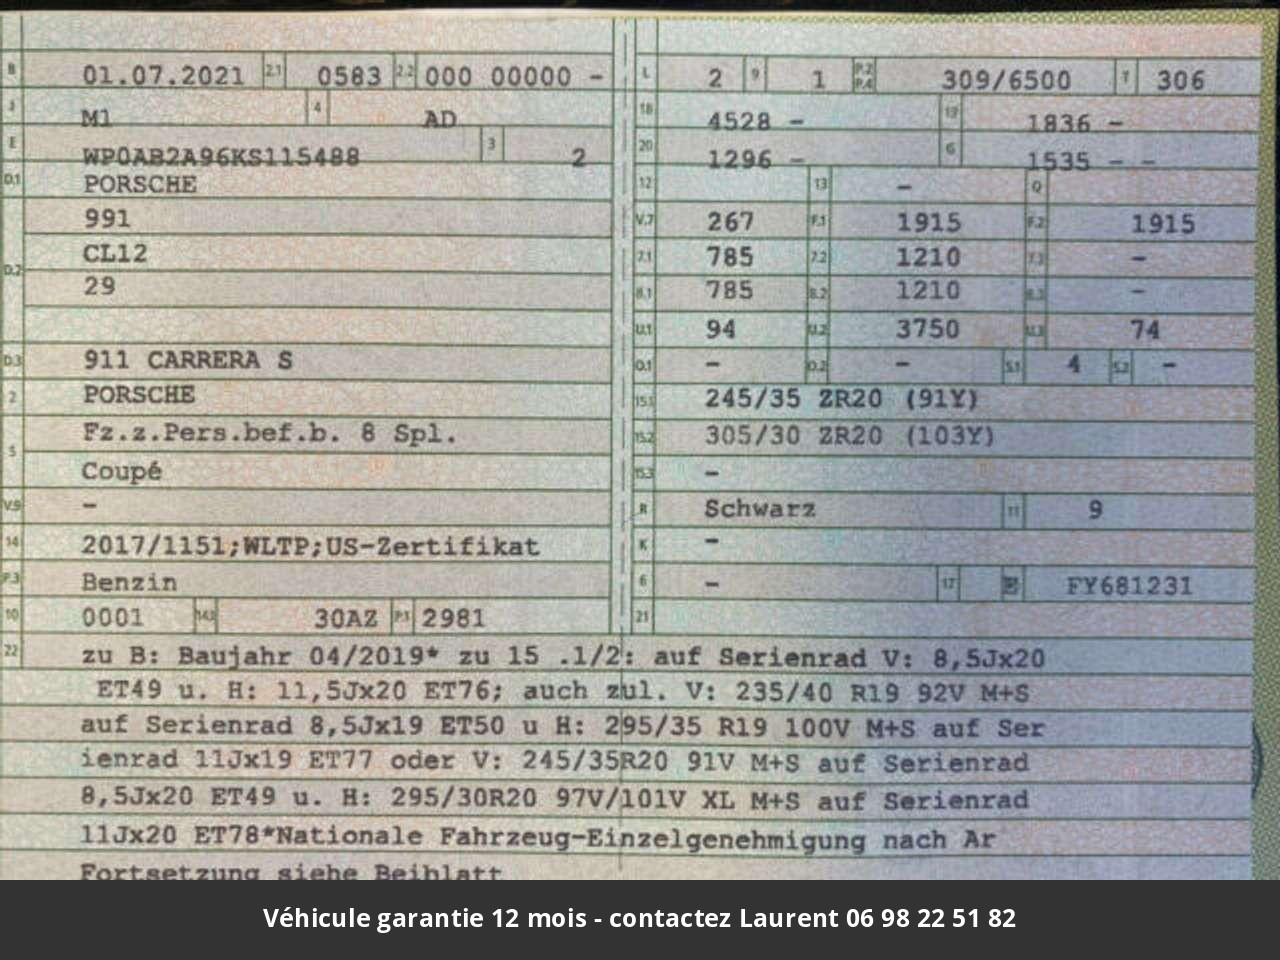 B 01.07.2021 2.1 0583 2.2 000 00000 -
J M1 4 AD
E WP0AB2A96KS115488 3 2
D.1 PORSCHE
991
D.2 CL12
29
D.3 911 CARRERA S
2 PORSCHE
5 Fz.z.Pers.bef.b. 8 Spl.
Coupé
V.9 -
14 2017/1151;WLTP;US-Zertifikat
P.3 Benzin
10 0001 14.1 30AZ P.1 2981
L 2 9 1 P.2 P.4 309/6500 T 306
18 4528 - 19 1836 -
20 1296 - G 1535 - -
12 13 - Q
V.7 267 F.1 1915 F.2 1915
7.1 785 7.2 1210 7.3 -
8.1 785 8.2 1210 8.3 -
U.1 94 U.2 3750 U.3 74
O.1 - O.2 - S.1 4 S.2 -
15.1 245/35 ZR20 (91Y)
15.2 305/30 ZR20 (103Y)
15.3 -
R Schwarz 11 9
K -
6 - 17 E FY681231
21
22 zu B: Baujahr 04/2019* zu 15 .1/2: auf Serienrad V: 8,5Jx20
ET49 u. H: 11,5Jx20 ET76; auch zul. V: 235/40 R19 92V M+S
auf Serienrad 8,5Jx19 ET50 u H: 295/35 R19 100V M+S auf Ser
ienrad 11Jx19 ET77 oder V: 245/35R20 91V M+S auf Serienrad
8,5Jx20 ET49 u. H: 295/30R20 97V/101V XL M+S auf Serienrad
11Jx20 ET78*Nationale Fahrzeug-Einzelgenehmigung nach Ar
Fortsetzung siehe Beiblatt
Véhicule garantie 12 mois - contactez Laurent 06 98 22 51 82